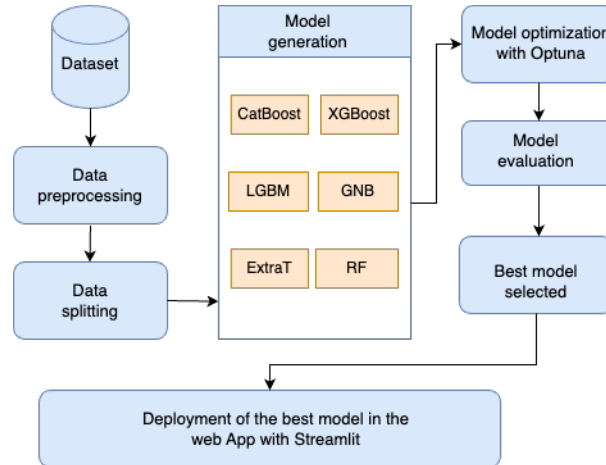 Dataset
Data
preprocessing
Data
splitting
Model
generation
CatBoost
XGBoost
LGBM
GNB
ExtraT
RF
Model optimization
with Optuna
Model
evaluation
Best model
selected
Deployment of the best model in the
web App with Streamlit